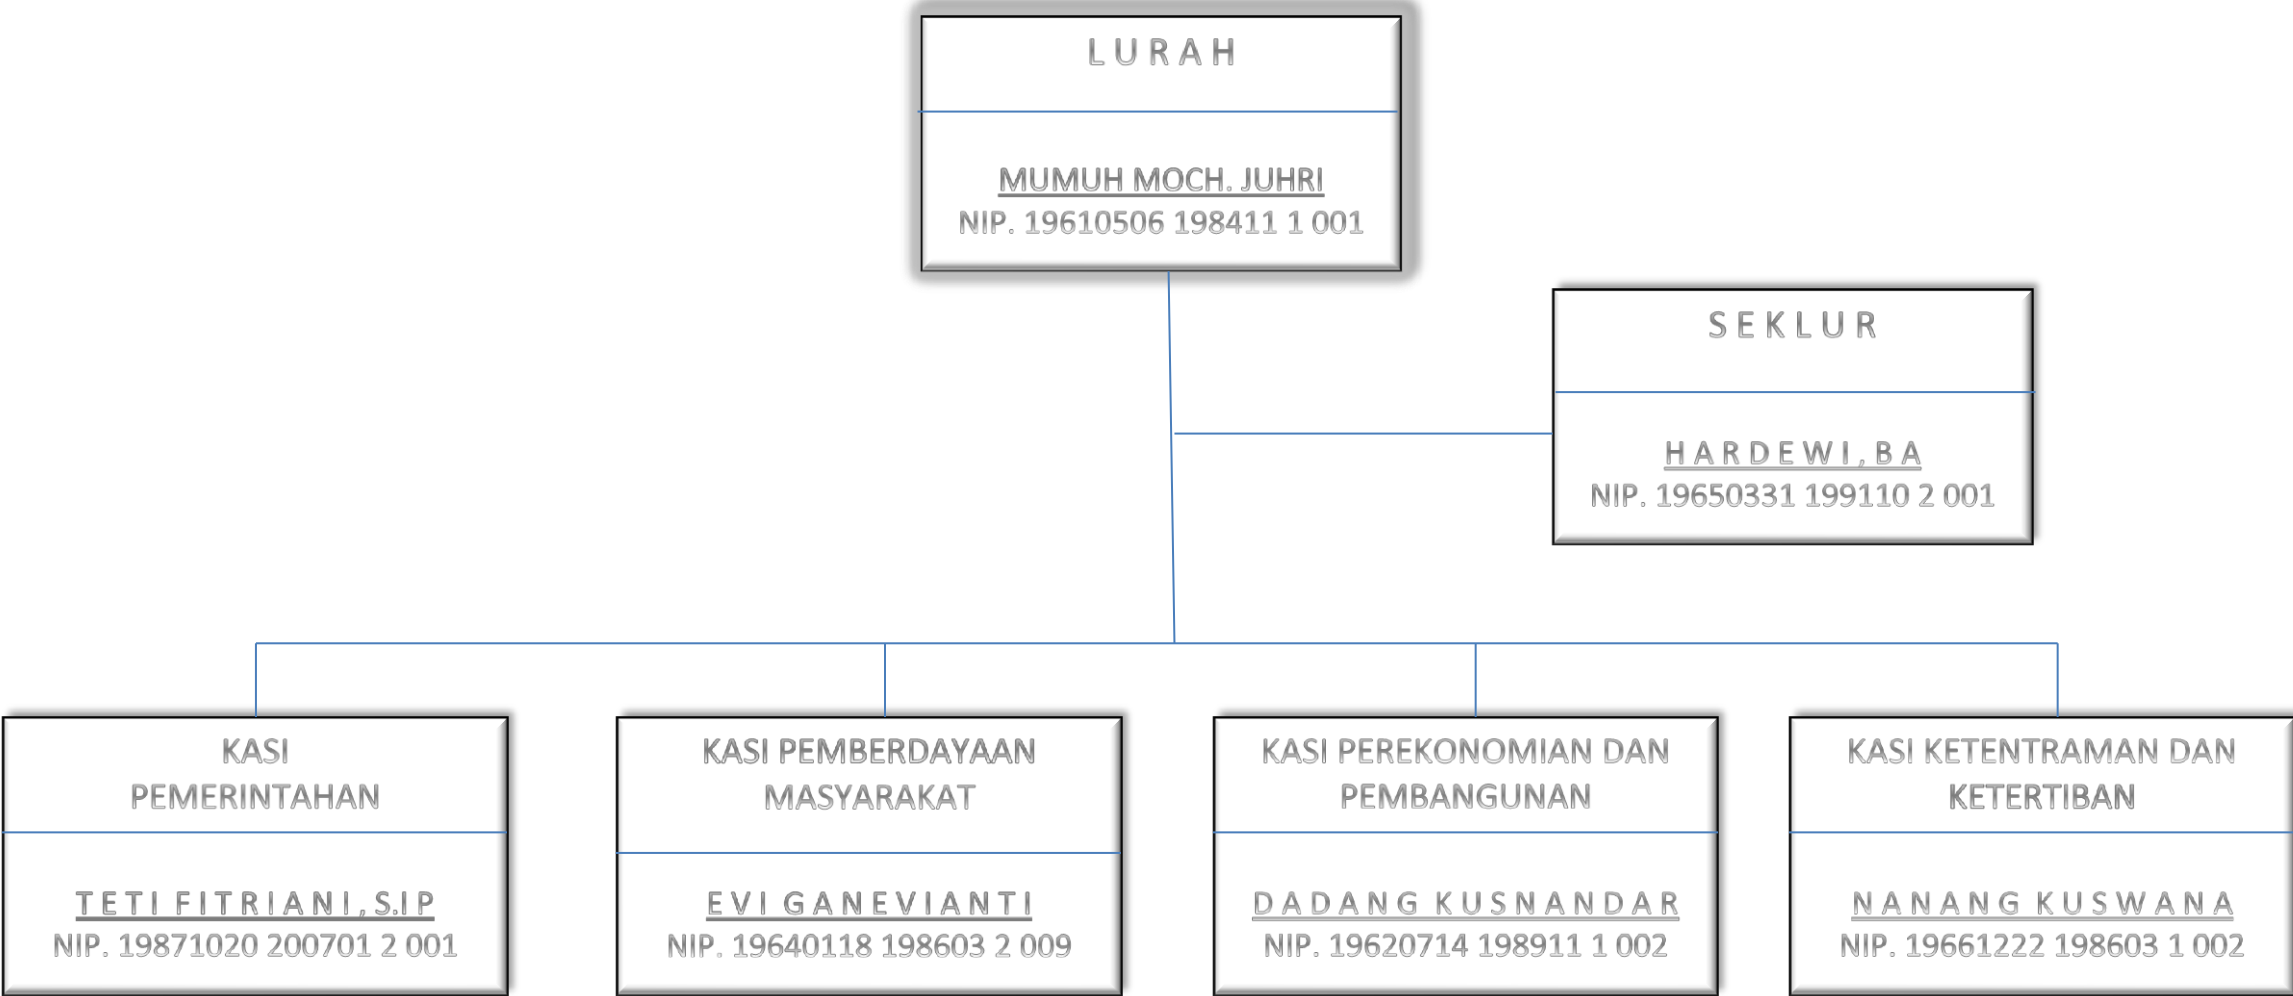 L U R A H
MUMUH MOCH. JUHRI
NIP. 19610506 198411 1 001
S E K L U R
H A R D E W I , B A
NIP. 19650331 199110 2 001
KASI
PEMERINTAHAN
T E T I F I T R I A N I , S.I P
NIP. 19871020 200701 2 001
KASI PEMBERDAYAAN
MASYARAKAT
E V I G A N E V I A N T I
NIP. 19640118 198603 2 009
KASI PEREKONOMIAN DAN
PEMBANGUNAN
D A D A N G K U S N A N D A R
NIP. 19620714 198911 1 002
KASI KETENTRAMAN DAN
KETERTIBAN
N A N A N G K U S W A N A
NIP. 19661222 198603 1 002